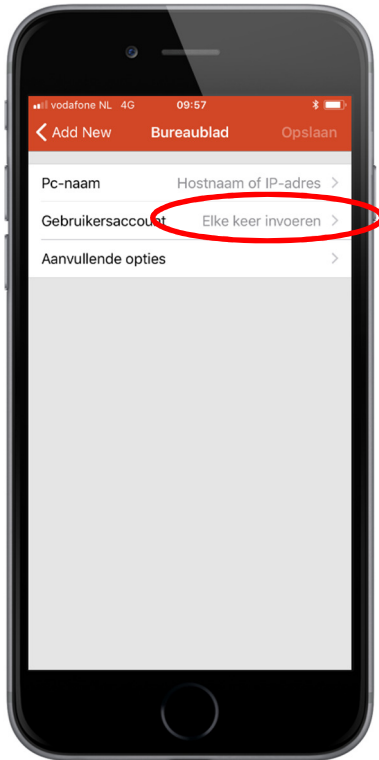 vodafone NL 4G 09:57
Add New Bureaublad Opslaan
Pc-naam Hostnaam of IP-adres
Gebruikersaccount Elke keer invoeren
Aanvullende opties